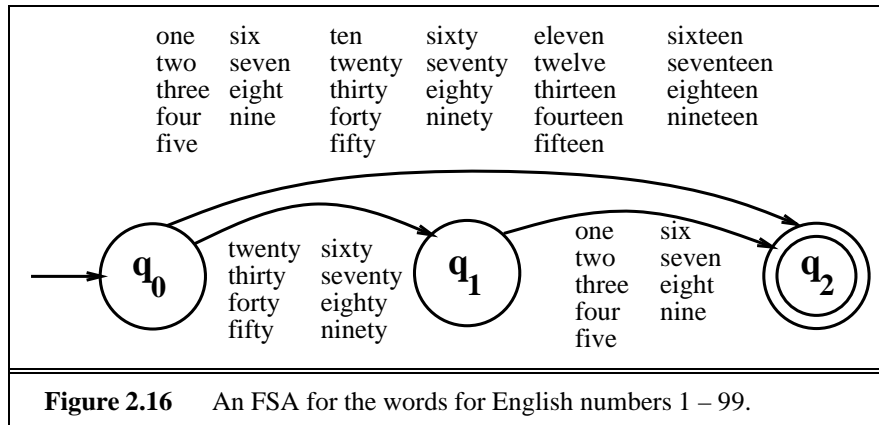 one six ten sixty eleven sixteen
two seven twenty seventy twelve seventeen
three eight thirty eighty thirteen eighteen
four nine forty ninety fourteen nineteen
five fifty fifteen
q0
twenty sixty
thirty seventy
forty eighty
fifty ninety
q1
one six
two seven
three eight
four nine
five
q2
Figure 2.16 An FSA for the words for English numbers 1 – 99.